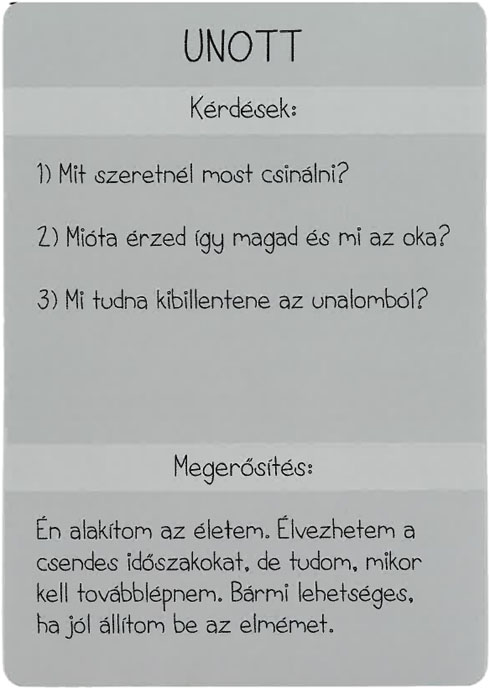 UNOTT
Kérdések:
1) Mit szeretnél most csinálni?
2) Mióta érzed így magad és mi az oka?
3) Mi tudna kibillentene az unalomból?
Megerősítés:
Én alakítom az életem. Élvezhetem a
csendes időszakokat, de tudom, mikor
kell továbblépnem. Bármi lehetséges,
ha jól állítom be az elmémet.